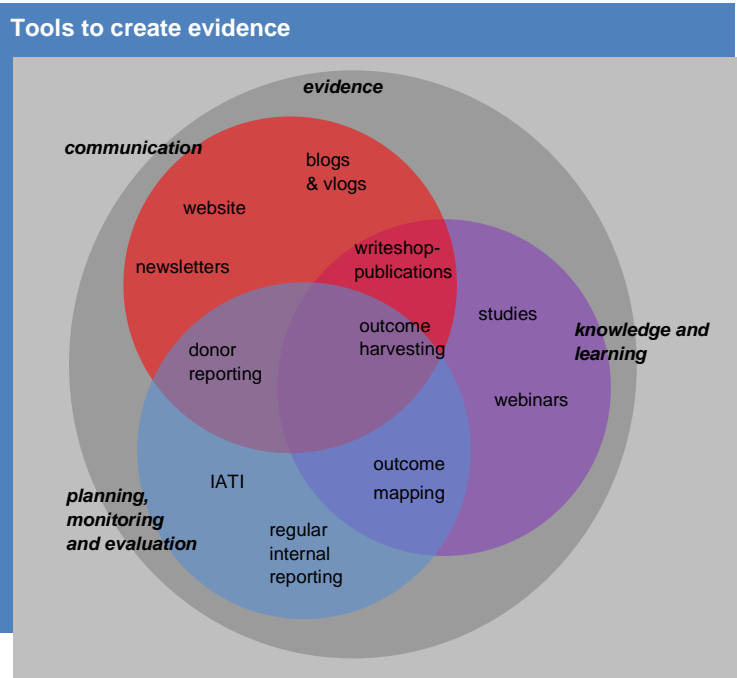 Tools to create evidence
evidence
communication
blogs
& vlogs
website
newsletters
writeshop-
publications
studies
knowledge and
learning
outcome
harvesting
donor
reporting
webinars
outcome
mapping
IATI
planning,
monitoring
and evaluation
regular
internal
reporting